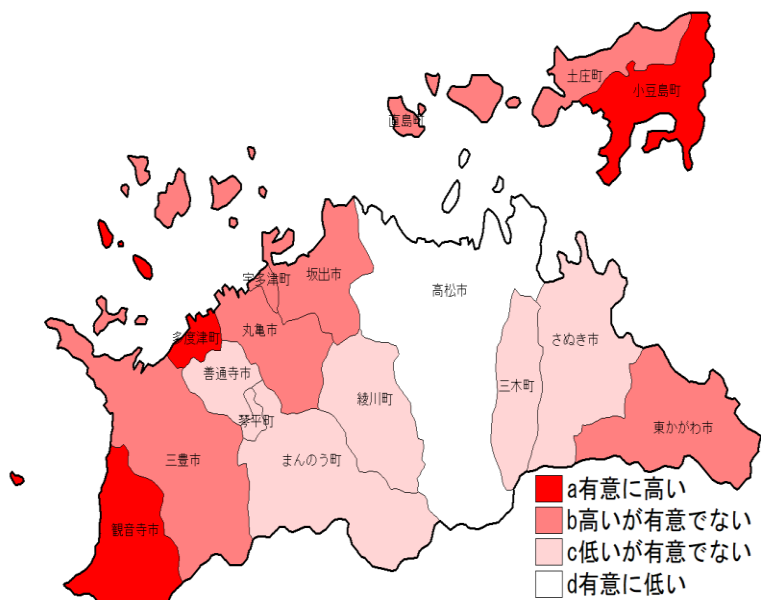 土庄町
小豆島町
直島町
宇多津町
坂出市
高松市
多度津町
丸亀市
さぬき市
善通寺市
三木町
綾川町
琴平町
東かがわ市
三豊市
まんのう町
観音寺市
a有意に高い
b高いが有意でない
c低いが有意でない
d有意に低い